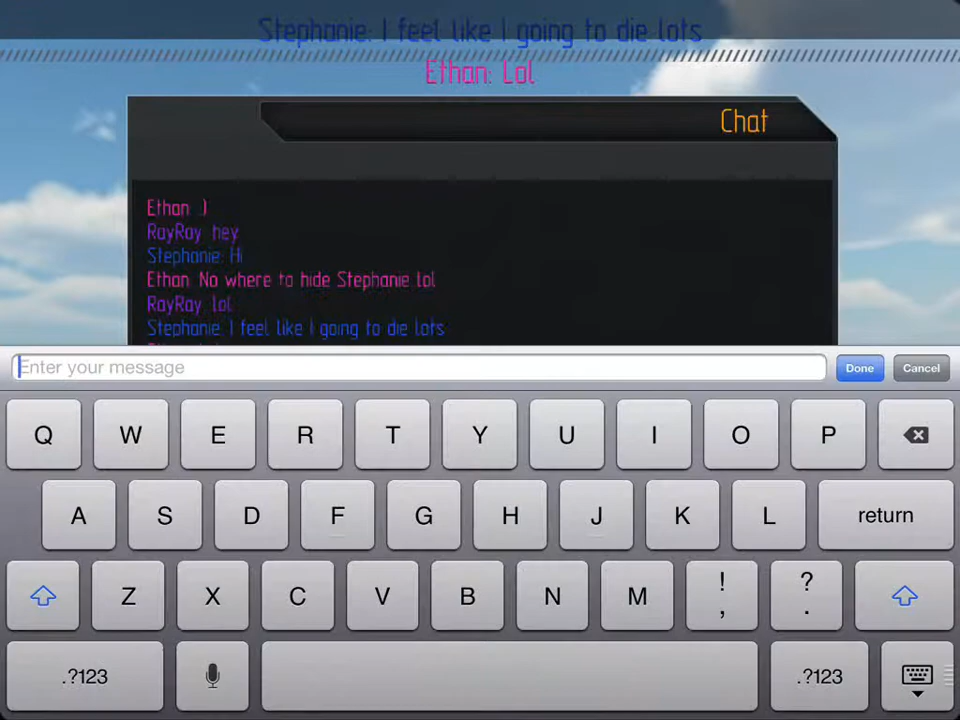 Stephanie: I feel like I going to die lots
Ethan: Lol
Chat
Ethan :)
RayRay: hey
Stephanie: Hi
Ethan: No where to hide Stephanie lol
RayRay: lol
Stephanie: I feel like I going to die lots
Enter your message
Done
Cancel
Q W E R T Y U I O P
A S D F G H J K L return
Z X C V B N M ! , ? .
.?123 .?123